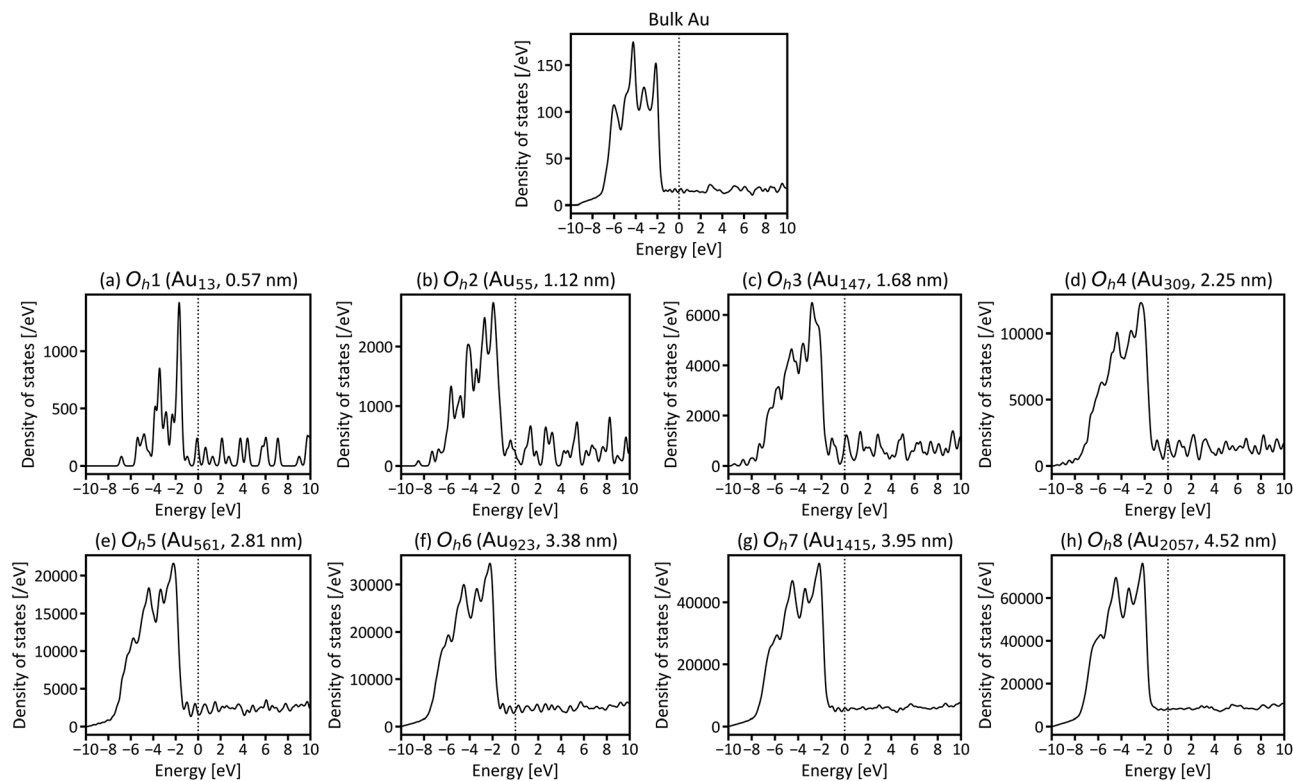 Bulk Au
Density of states [/eV]
150
100
50
0
−10 −8 −6 −4 −2 0 2 4 6 8 10
Energy [eV]
(a) Oh1 (Au13, 0.57 nm)
Density of states [/eV]
1000
500
0
−10 −8 −6 −4 −2 0 2 4 6 8 10
Energy [eV]
(b) Oh2 (Au55, 1.12 nm)
Density of states [/eV]
2000
1000
0
−10 −8 −6 −4 −2 0 2 4 6 8 10
Energy [eV]
(c) Oh3 (Au147, 1.68 nm)
Density of states [/eV]
6000
4000
2000
0
−10 −8 −6 −4 −2 0 2 4 6 8 10
Energy [eV]
(d) Oh4 (Au309, 2.25 nm)
Density of states [/eV]
10000
5000
0
−10 −8 −6 −4 −2 0 2 4 6 8 10
Energy [eV]
(e) Oh5 (Au561, 2.81 nm)
Density of states [/eV]
20000
15000
10000
5000
0
−10 −8 −6 −4 −2 0 2 4 6 8 10
Energy [eV]
(f) Oh6 (Au923, 3.38 nm)
Density of states [/eV]
30000
20000
10000
0
−10 −8 −6 −4 −2 0 2 4 6 8 10
Energy [eV]
(g) Oh7 (Au1415, 3.95 nm)
Density of states [/eV]
40000
20000
0
−10 −8 −6 −4 −2 0 2 4 6 8 10
Energy [eV]
(h) Oh8 (Au2057, 4.52 nm)
Density of states [/eV]
80000
60000
40000
20000
0
−10 −8 −6 −4 −2 0 2 4 6 8 10
Energy [eV]